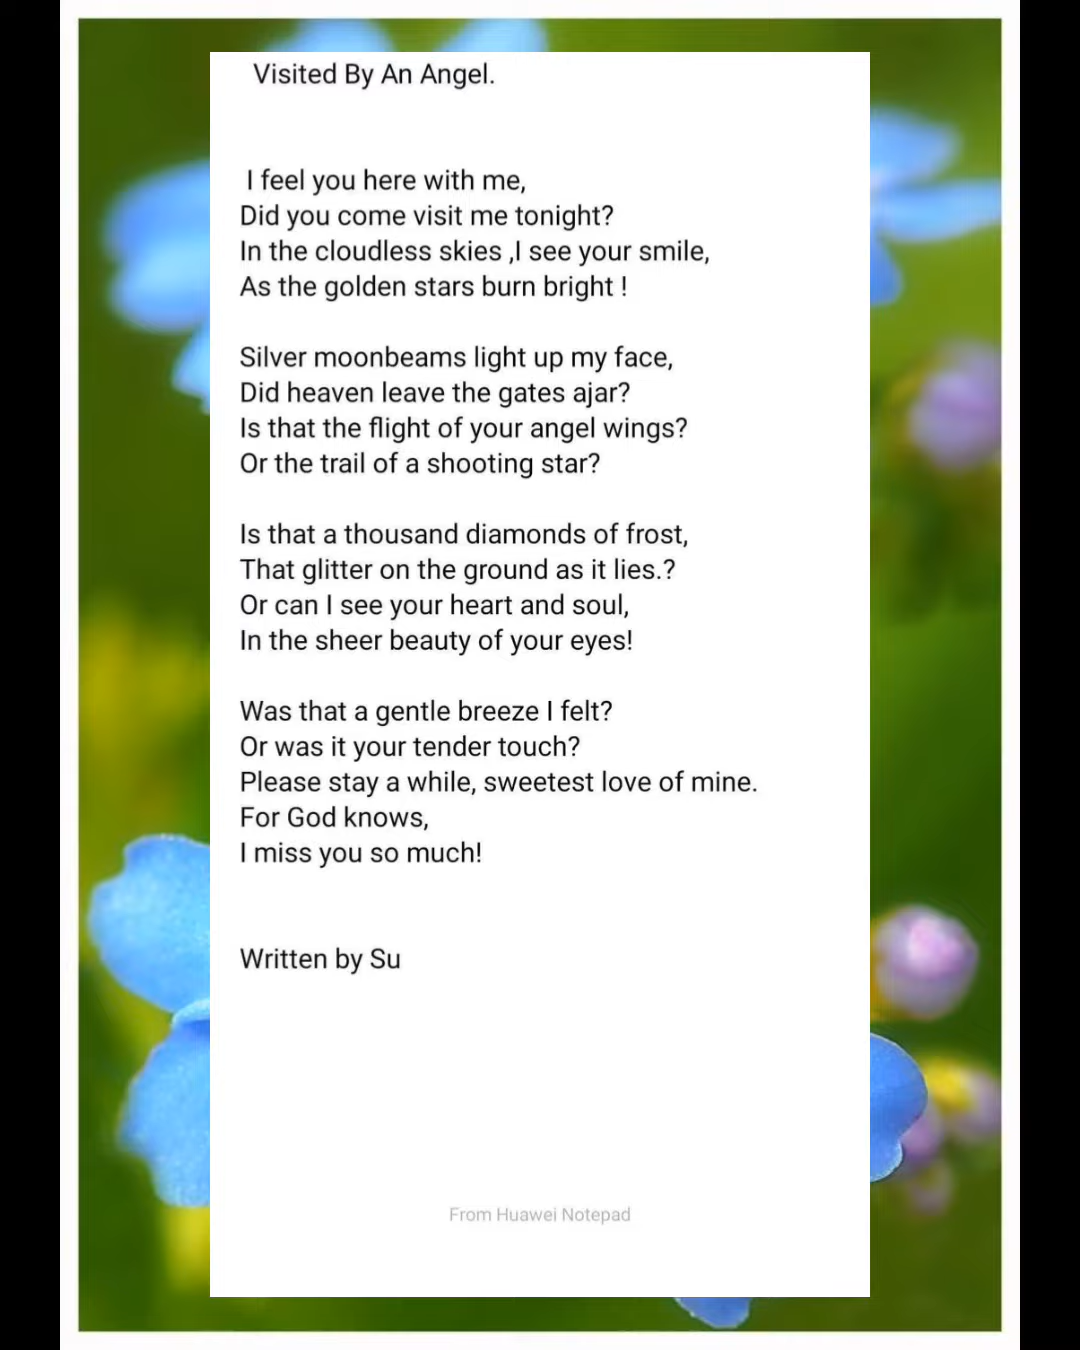 Visited By An Angel.
I feel you here with me,
Did you come visit me tonight?
In the cloudless skies ,I see your smile,
As the golden stars burn bright !
Silver moonbeams light up my face,
Did heaven leave the gates ajar?
Is that the flight of your angel wings?
Or the trail of a shooting star?
Is that a thousand diamonds of frost,
That glitter on the ground as it lies.?
Or can I see your heart and soul,
In the sheer beauty of your eyes!
Was that a gentle breeze I felt?
Or was it your tender touch?
Please stay a while, sweetest love of mine.
For God knows,
I miss you so much!
Written by Su
From Huawei Notepad